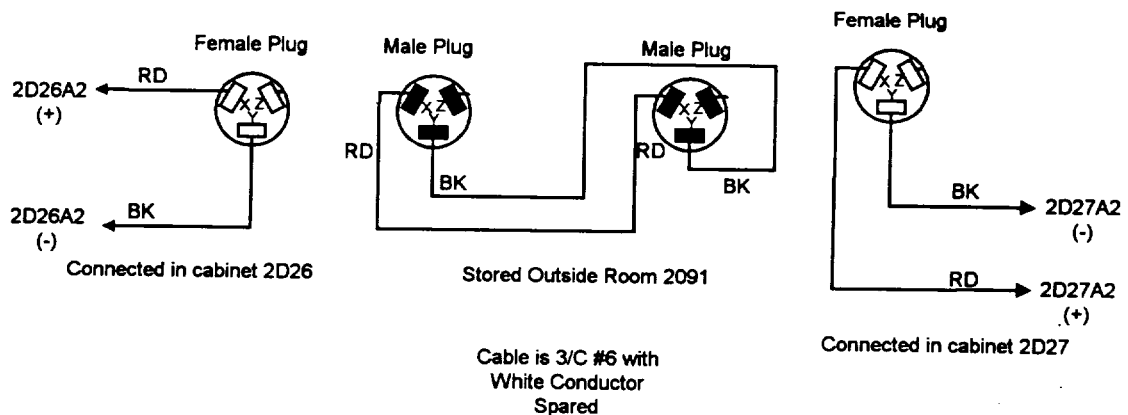 Female Plug
Male Plug
Male Plug
Female Plug
2D26A2
(+)
RD
X Z
Y
X Z
Y
X Z
Y
X Z
Y
RD
BK
RD
BK
2D26A2
(-)
BK
BK
2D27A2
(-)
Connected in cabinet 2D26
Stored Outside Room 2091
RD
2D27A2
(+)
Connected in cabinet 2D27
Cable is 3/C #6 with
White Conductor
Spared